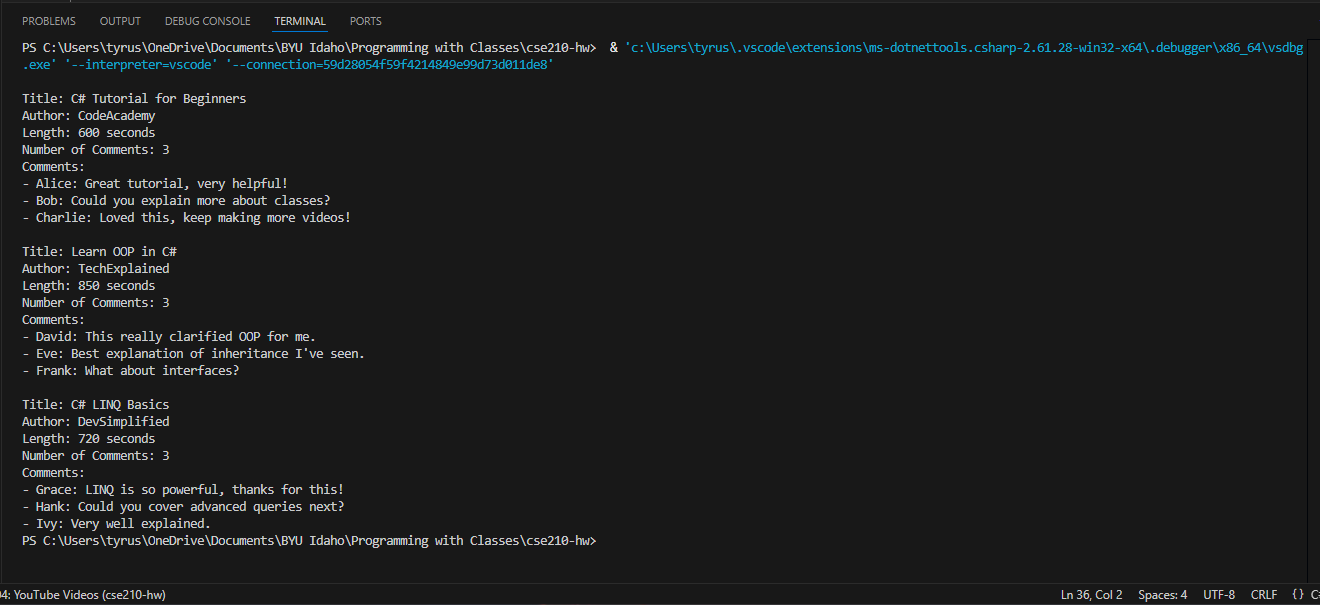 PROBLEMS OUTPUT DEBUG CONSOLE TERMINAL PORTS
PS C:\Users\tyrus\OneDrive\Documents\BYU Idaho\Programming with Classes\cse210-hw>  & 'c:\Users\tyrus\.vscode\extensions\ms-dotnettools.csharp-2.61.28-win32-x64\.debugger\x86_64\vsdbg
.exe' '--interpreter=vscode' '--connection=59d28054f59f4214849e99d73d011de8'
Title: C# Tutorial for Beginners
Author: CodeAcademy
Length: 600 seconds
Number of Comments: 3
Comments:
- Alice: Great tutorial, very helpful!
- Bob: Could you explain more about classes?
- Charlie: Loved this, keep making more videos!
Title: Learn OOP in C#
Author: TechExplained
Length: 850 seconds
Number of Comments: 3
Comments:
- David: This really clarified OOP for me.
- Eve: Best explanation of inheritance I've seen.
- Frank: What about interfaces?
Title: C# LINQ Basics
Author: DevSimplified
Length: 720 seconds
Number of Comments: 3
Comments:
- Grace: LINQ is so powerful, thanks for this!
- Hank: Could you cover advanced queries next?
- Ivy: Very well explained.
PS C:\Users\tyrus\OneDrive\Documents\BYU Idaho\Programming with Classes\cse210-hw>
04: YouTube Videos (cse210-hw) Ln 36, Col 2 Spaces: 4 UTF-8 CRLF {} C#